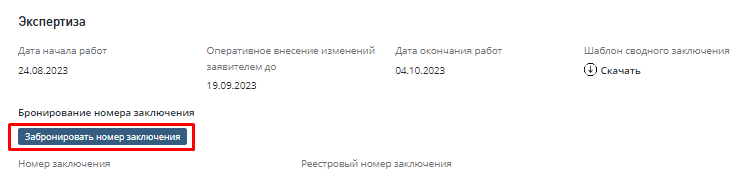 Экспертиза
Дата начала работ
24.08.2023
Оперативное внесение изменений
заявителем до
19.09.2023
Дата окончания работ
04.10.2023
Шаблон сводного заключения
Скачать
Бронирование номера заключения
Забронировать номер заключения
Номер заключения
Реестровый номер заключения